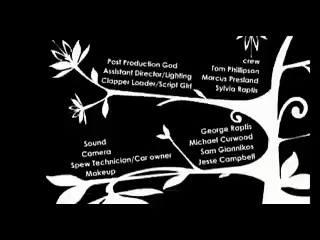 crew
Post Production God
Tom Phillipson
Assistant Director/Lighting
Marcus Presland
Clapper Loader/Script Girl
Sylvia Raptis
Sound
George Raptis
Camera
Michael Curwood
Spew Technician/Car owner
Sam Giannikos
Makeup
Jesse Campbell